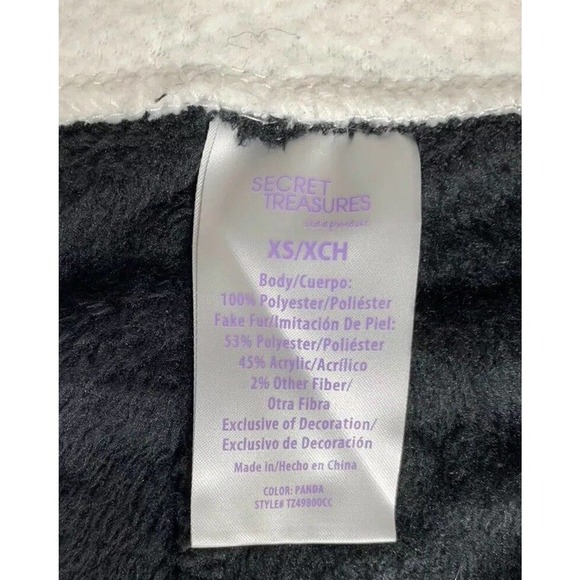 SECRET
TREASURES
sleepwear
XS/XCH
Body/Cuerpo:
100% Polyester/Poliéster
Fake Fur/Imitación De Piel:
53% Polyester/Poliéster
45% Acrylic/Acrílico
2% Other Fiber/
Otra Fibra
Exclusive of Decoration/
Exclusivo de Decoración
Made in/Hecho en China
COLOR: PANDA
STYLE# TZ49800CC